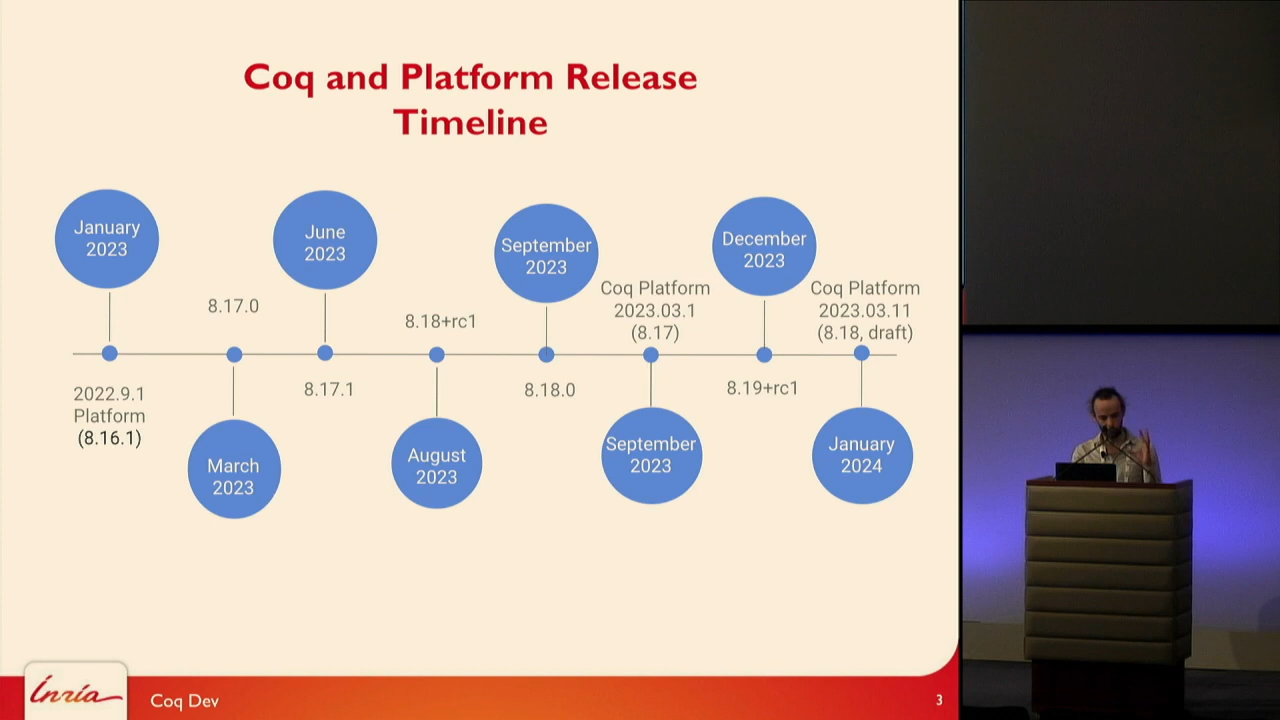 Coq and Platform Release
Timeline
January
2023
2022.9.1
Platform
(8.16.1)
8.17.0
March
2023
June
2023
8.17.1
8.18+rc1
August
2023
September
2023
8.18.0
Coq Platform
2023.03.1
(8.17)
September
2023
December
2023
8.19+rc1
Coq Platform
2023.03.11
(8.18, draft)
January
2024
Inria
Coq Dev
3